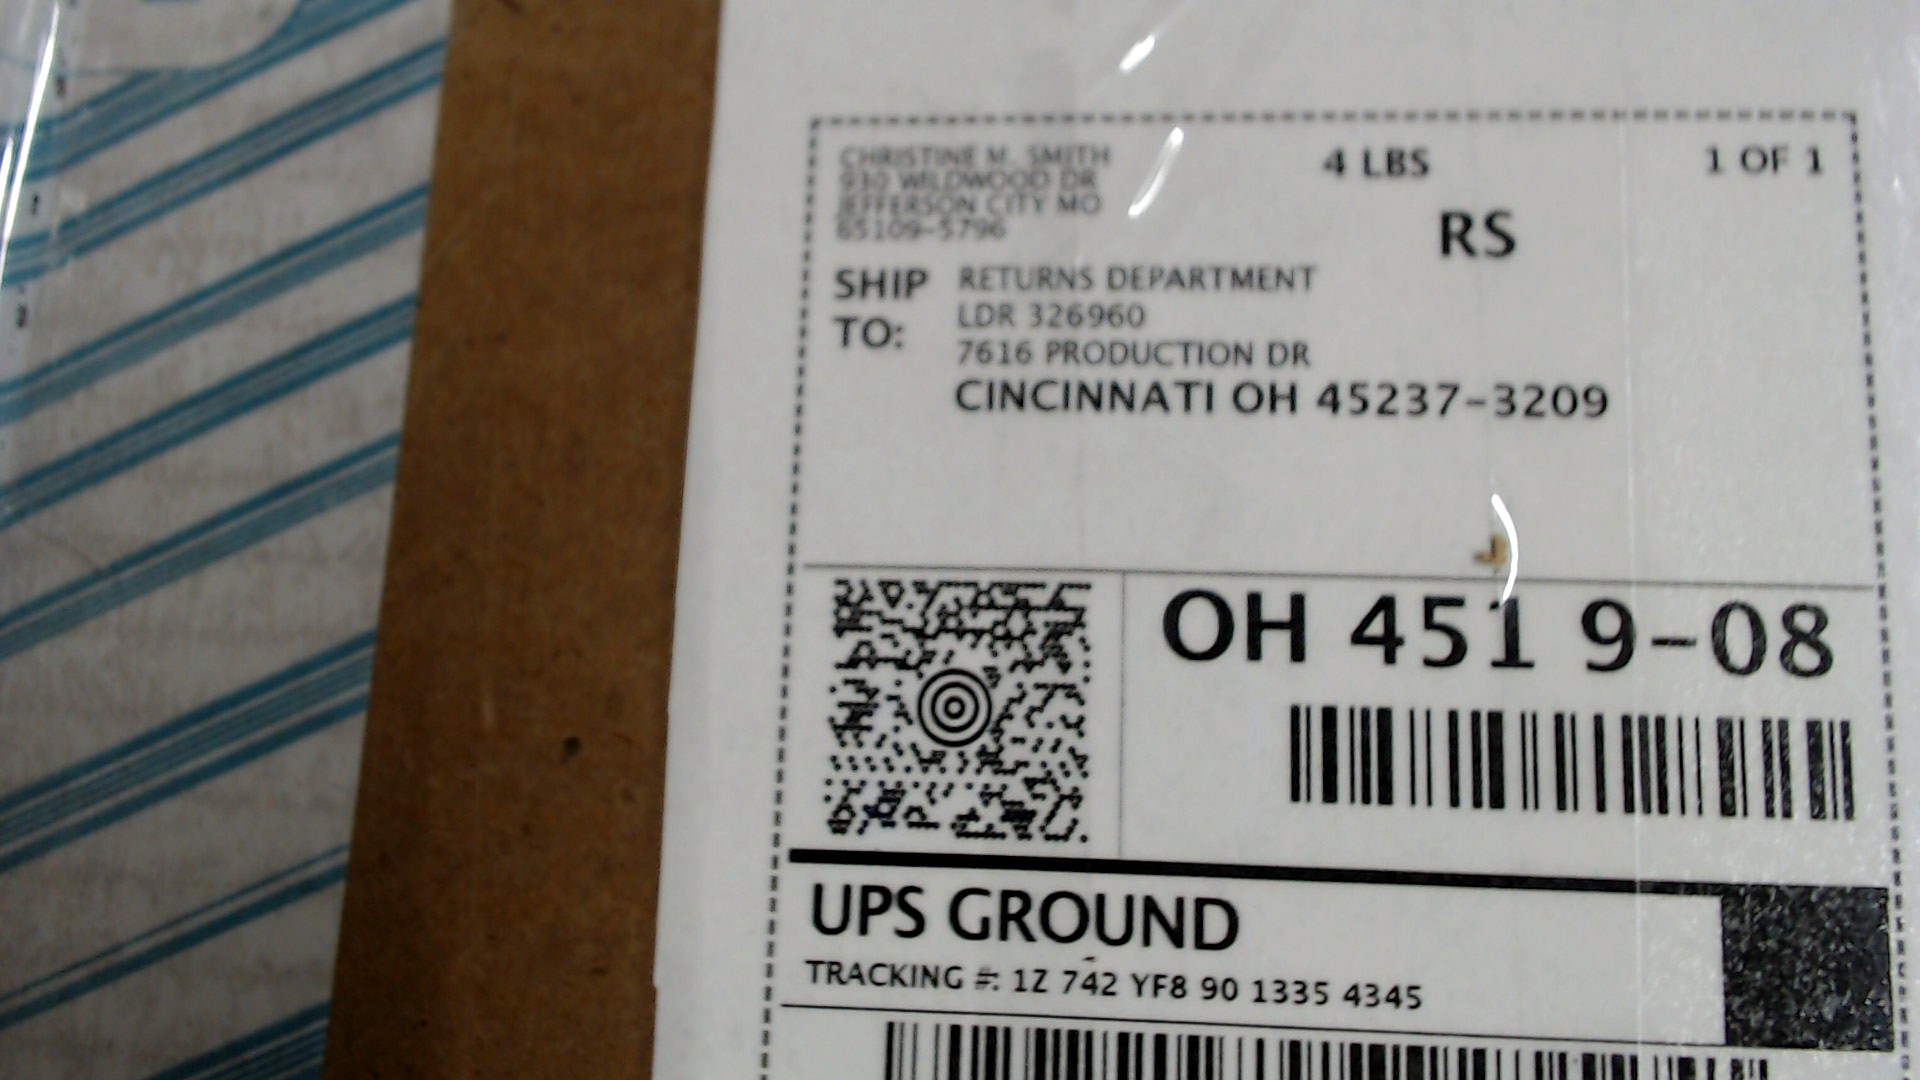 CHRISTINE M. SMITH
930 WILDWOOD DR
JEFFERSON CITY MO
65109-5796
4 LBS
1 OF 1
RS
SHIP TO:
RETURNS DEPARTMENT
LDR 326960
7616 PRODUCTION DR
CINCINNATI OH 45237-3209
OH 451 9-08
UPS GROUND
TRACKING #: 1Z 742 YF8 90 1335 4345